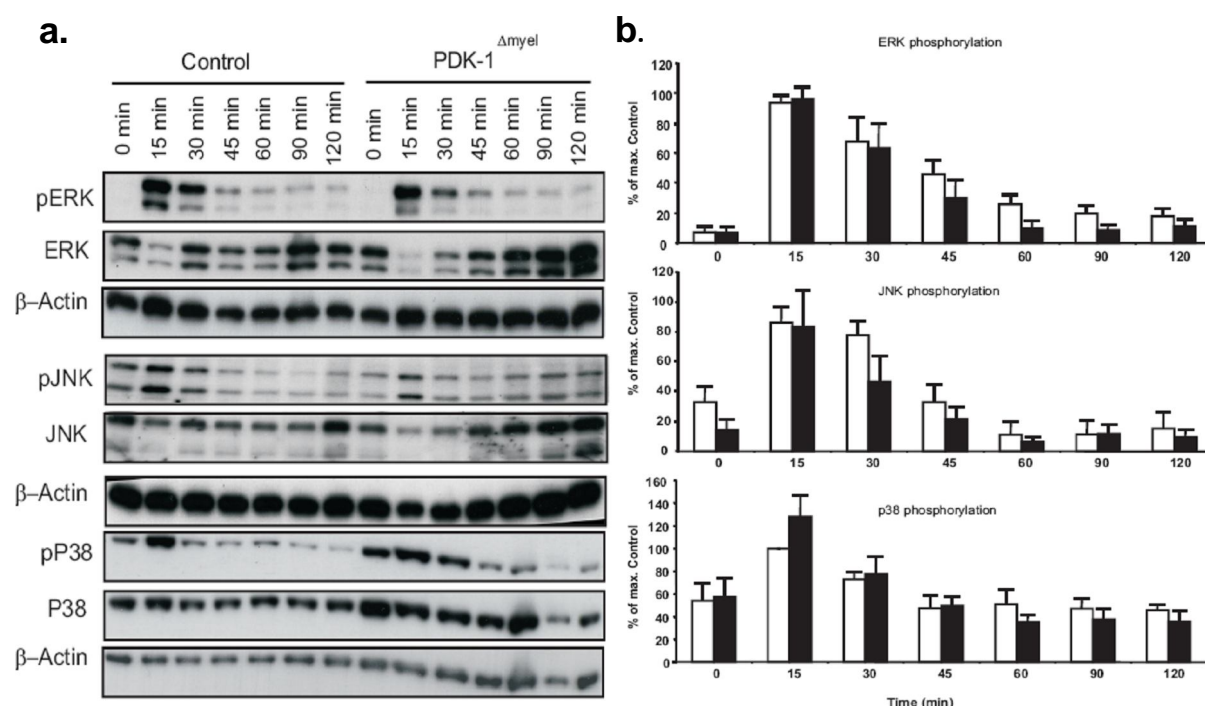 a.
Control
PDK-1 Δmyel
0 min 15 min 30 min 45 min 60 min 90 min 120 min 0 min 15 min 30 min 45 min 60 min 90 min 120 min
pERK
ERK
β–Actin
pJNK
JNK
β–Actin
pP38
P38
β–Actin
b.
ERK phosphorylation
% of max. Control
120
100
80
60
40
20
0
0 15 30 45 60 90 120
JNK phosphorylation
% of max. Control
120
100
80
60
40
20
0
0 15 30 45 60 90 120
p38 phosphorylation
% of max. Control
160
140
120
100
80
60
40
20
0
0 15 30 45 60 90 120
Time (min)